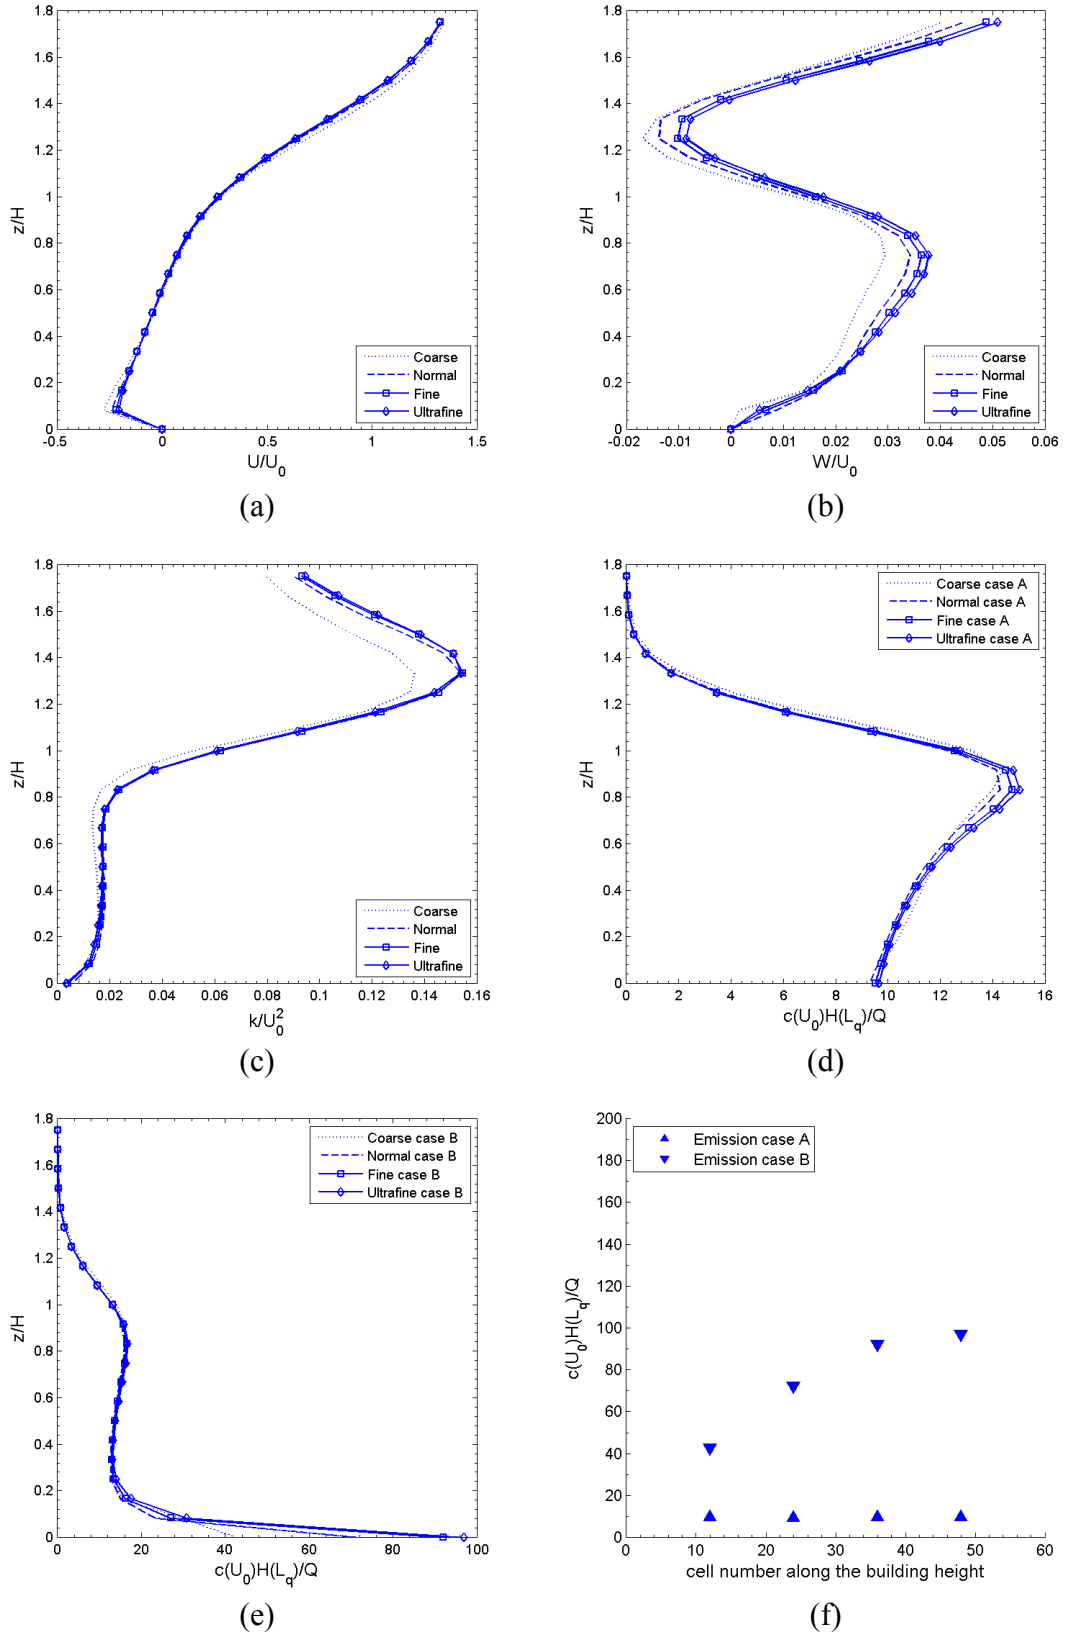 1.8
1.6
1.4
1.2
1
0.8
0.6
0.4
0.2
0
z/H
-0.5
0
0.5
1
1.5
U/U0
Coarse
Normal
Fine
Ultrafine
(a)
1.8
1.6
1.4
1.2
1
0.8
0.6
0.4
0.2
0
z/H
-0.02
-0.01
0
0.01
0.02
0.03
0.04
0.05
0.06
W/U0
Coarse
Normal
Fine
Ultrafine
(b)
1.8
1.6
1.4
1.2
1
0.8
0.6
0.4
0.2
0
z/H
0
0.02
0.04
0.06
0.08
0.1
0.12
0.14
0.16
k/U0^2
Coarse
Normal
Fine
Ultrafine
(c)
1.8
1.6
1.4
1.2
1
0.8
0.6
0.4
0.2
0
z/H
0
2
4
6
8
10
12
14
16
c(U0)H(Lq)/Q
Coarse case A
Normal case A
Fine case A
Ultrafine case A
(d)
1.8
1.6
1.4
1.2
1
0.8
0.6
0.4
0.2
0
z/H
0
20
40
60
80
100
c(U0)H(Lq)/Q
Coarse case B
Normal case B
Fine case B
Ultrafine case B
(e)
200
180
160
140
120
100
80
60
40
20
0
c(U0)H(Lq)/Q
0
10
20
30
40
50
60
cell number along the building height
Emission case A
Emission case B
(f)